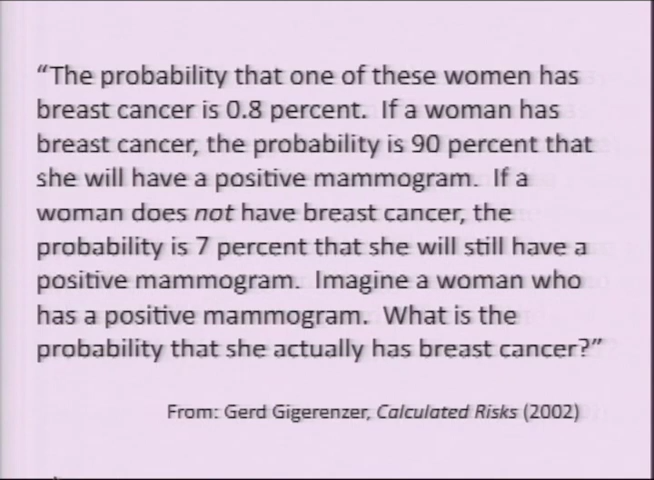 “The probability that one of these women has
breast cancer is 0.8 percent. If a woman has
breast cancer, the probability is 90 percent that
she will have a positive mammogram. If a
woman does not have breast cancer, the
probability is 7 percent that she will still have a
positive mammogram. Imagine a woman who
has a positive mammogram. What is the
probability that she actually has breast cancer?”
From: Gerd Gigerenzer, Calculated Risks (2002)